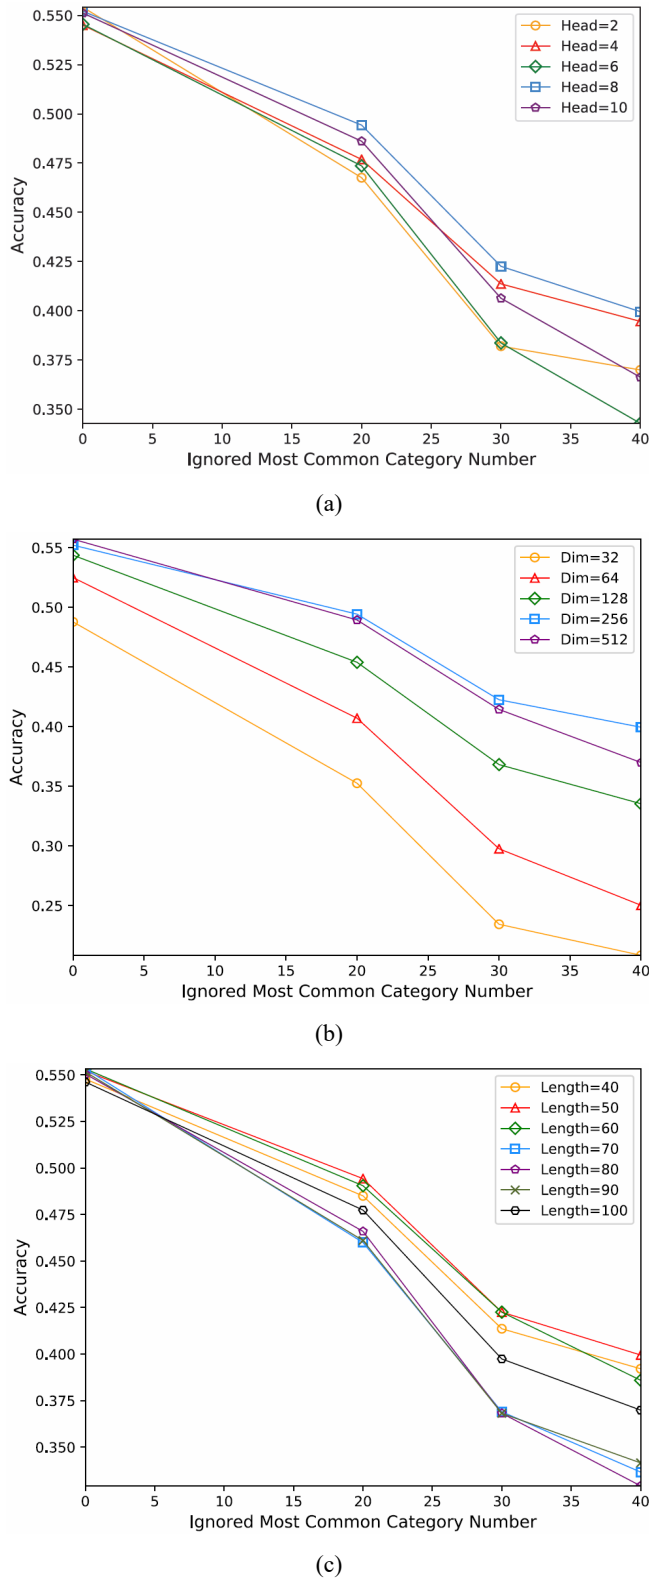 0.550
0.525
0.500
0.475
0.450
0.425
0.400
0.375
0.350
Accuracy
Head=2
Head=4
Head=6
Head=8
Head=10
0 5 10 15 20 25 30 35 40
Ignored Most Common Category Number
(a)
0.55
0.50
0.45
0.40
0.35
0.30
0.25
Accuracy
Dim=32
Dim=64
Dim=128
Dim=256
Dim=512
0 5 10 15 20 25 30 35 40
Ignored Most Common Category Number
(b)
0.550
0.525
0.500
0.475
0.450
0.425
0.400
0.375
0.350
Accuracy
Length=40
Length=50
Length=60
Length=70
Length=80
Length=90
Length=100
0 5 10 15 20 25 30 35 40
Ignored Most Common Category Number
(c)